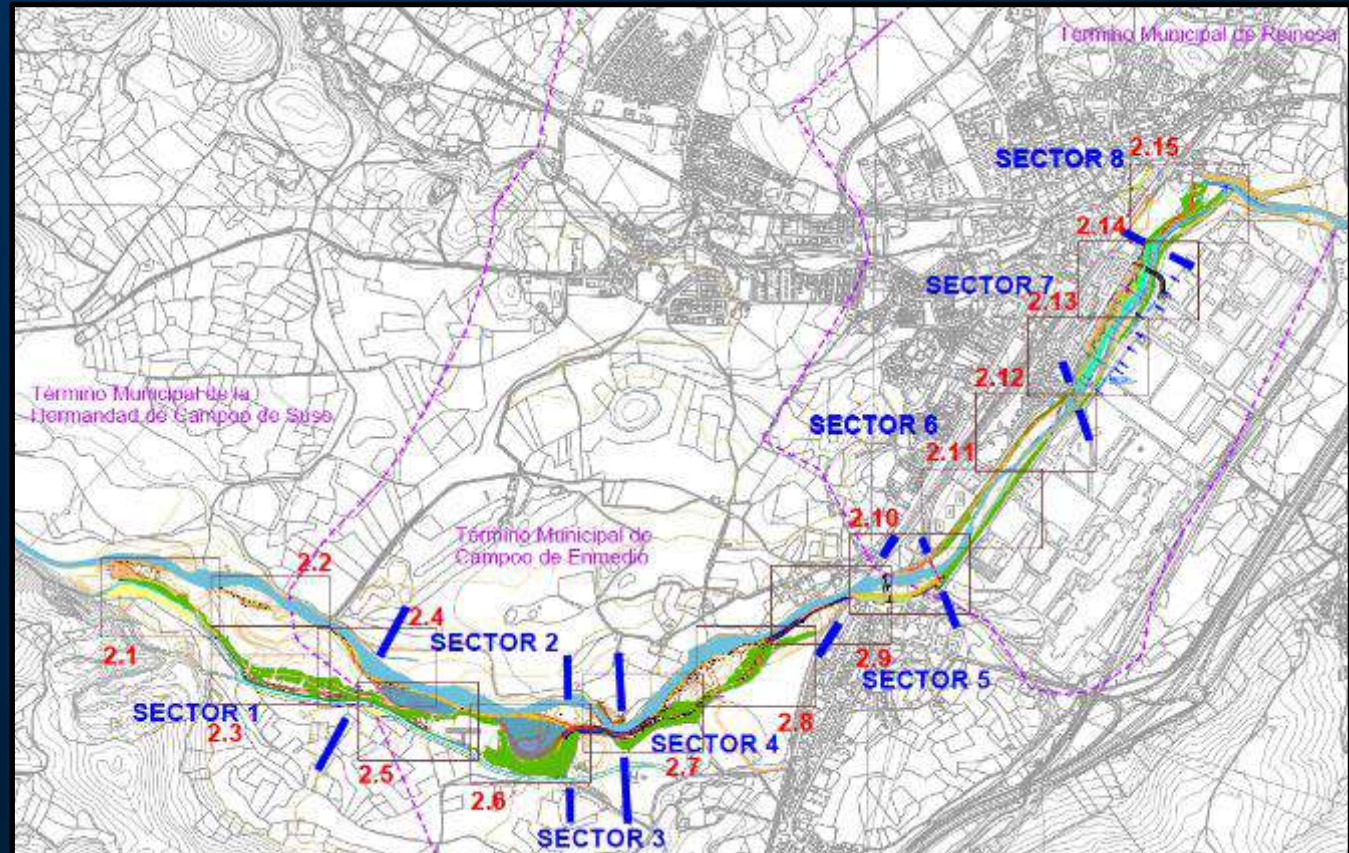 Término Municipal de Reinosa
2.15
SECTOR 8
2.14
SECTOR 7
2.13
2.12
Término Municipal de la
Hermandad de Campoo de Suso
SECTOR 6
2.11
2.10
Término Municipal de
Campoo de Enmedio
2.2
2.4
SECTOR 2
2.1
2.9
SECTOR 5
SECTOR 1
2.3
2.8
SECTOR 4
2.7
2.5
2.6
SECTOR 3